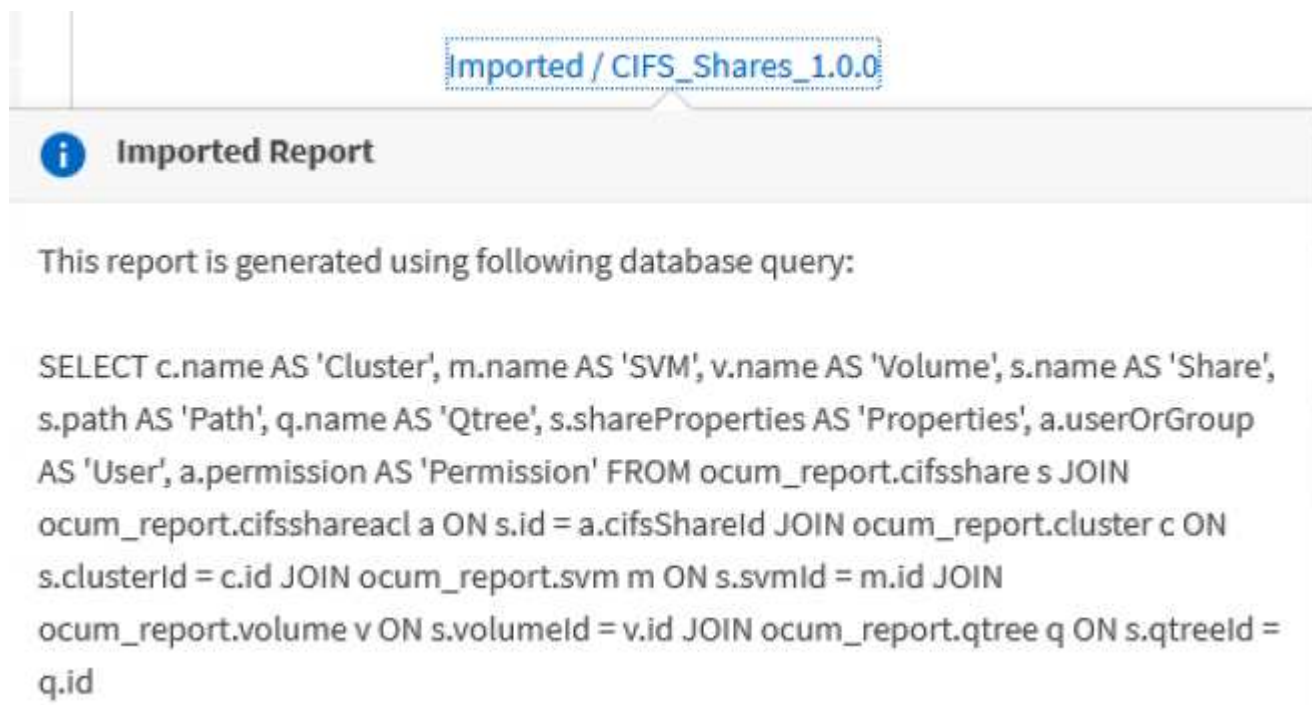 Imported / CIFS_Shares_1.0.0
Imported Report
This report is generated using following database query:
SELECT c.name AS 'Cluster', m.name AS 'SVM', v.name AS 'Volume', s.name AS 'Share',
s.path AS 'Path', q.name AS 'Qtree', s.shareProperties AS 'Properties', a.userOrGroup
AS 'User', a.permission AS 'Permission' FROM ocum_report.cifsshare s JOIN
ocum_report.cifsshareacl a ON s.id = a.cifsShareId JOIN ocum_report.cluster c ON
s.clusterId = c.id JOIN ocum_report.svm m ON s.svmId = m.id JOIN
ocum_report.volume v ON s.volumeId = v.id JOIN ocum_report.qtree q ON s.qtreeId =
q.id